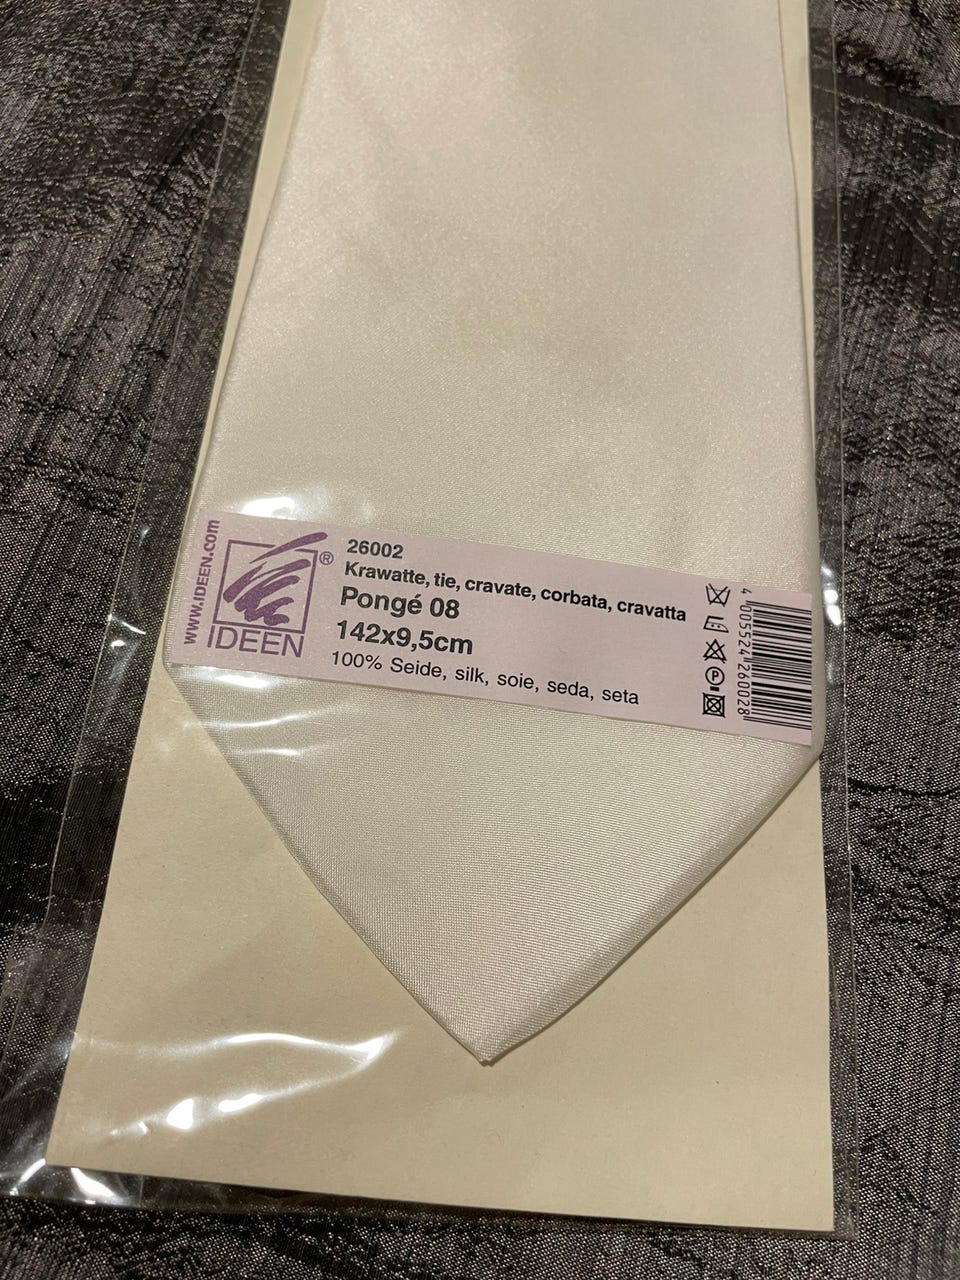 www.IDEEN.com
®
IDEEN
26002
Krawatte, tie, cravate, corbata, cravatta
Pongé 08
142x9,5cm
100% Seide, silk, soie, seda, seta
P
4 005524 260028